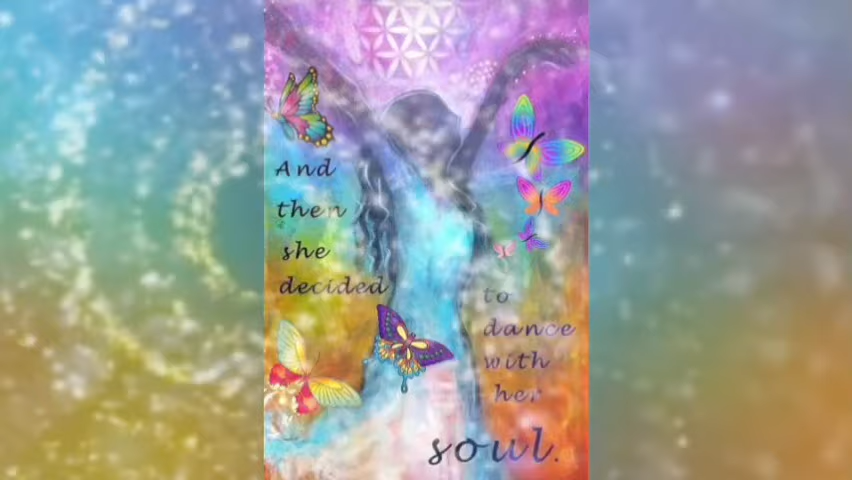 And
then
she
decided
to
dance
with
her
soul.